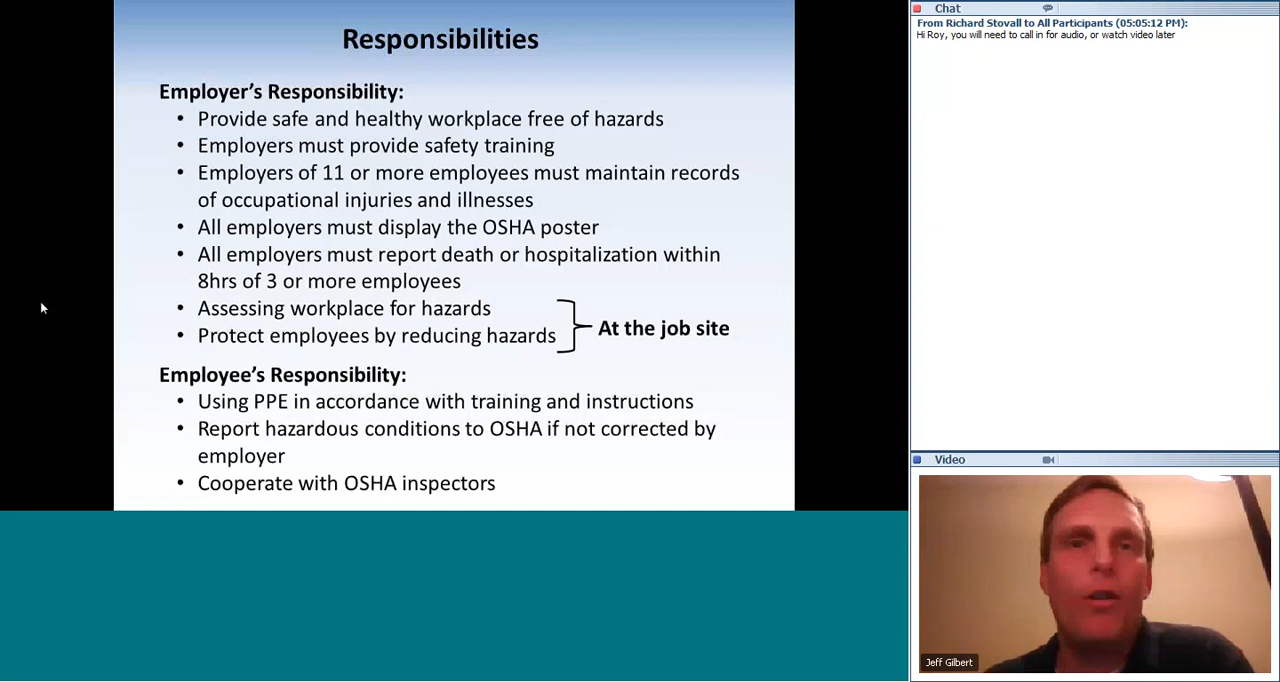 Responsibilities
Employer’s Responsibility:
• Provide safe and healthy workplace free of hazards
• Employers must provide safety training
• Employers of 11 or more employees must maintain records
of occupational injuries and illnesses
• All employers must display the OSHA poster
• All employers must report death or hospitalization within
8hrs of 3 or more employees
• Assessing workplace for hazards
• Protect employees by reducing hazards
At the job site
Employee’s Responsibility:
• Using PPE in accordance with training and instructions
• Report hazardous conditions to OSHA if not corrected by
employer
• Cooperate with OSHA inspectors
Chat
From Richard Stovall to All Participants (05:05:12 PM):
Hi Roy, you will need to call in for audio, or watch video later
Video
Jeff Gilbert